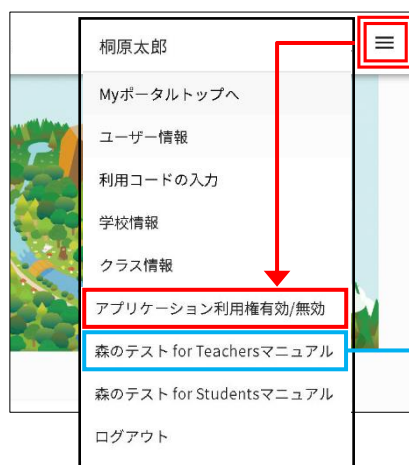 桐原太郎
Myポータルトップへ
ユーザー情報
利用コードの入力
学校情報
クラス情報
アプリケーション利用権有効/無効
森のテスト for Teachersマニュアル
森のテスト for Studentsマニュアル
ログアウト